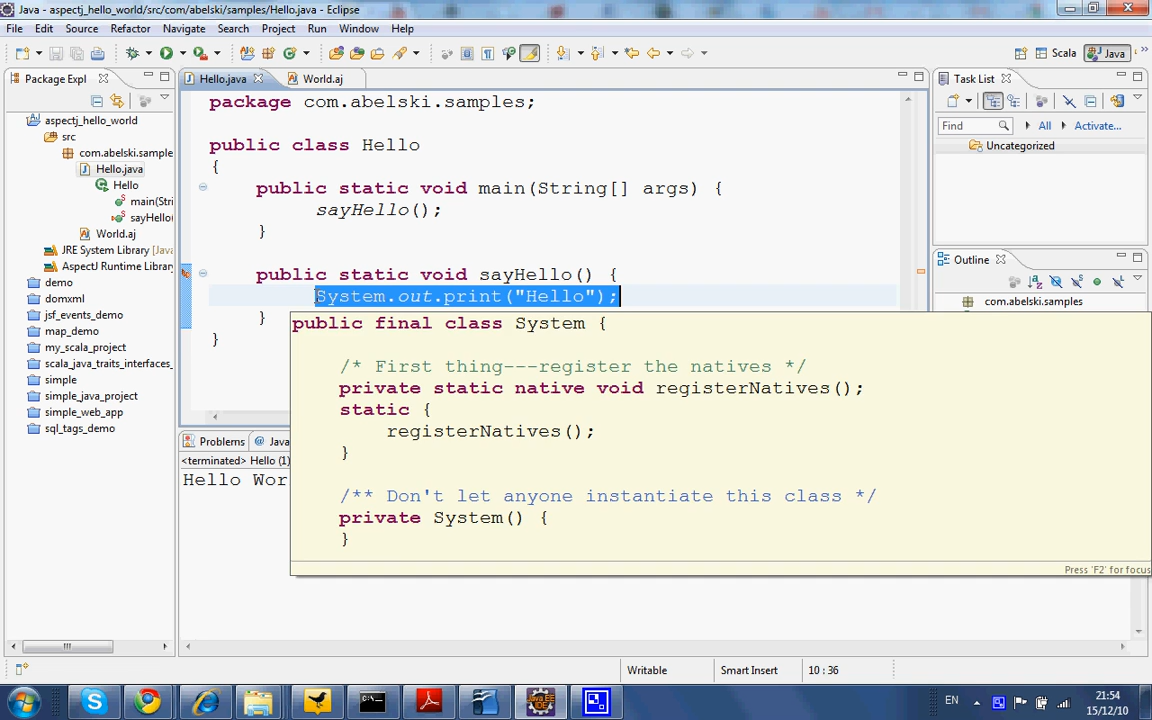 Java - aspectj_hello_world/src/com/abelski/samples/Hello.java - Eclipse
File Edit Source Refactor Navigate Search Project Run Window Help
Scala Java
Package Expl
aspectj_hello_world
src
com.abelski.sample
Hello.java
Hello
main(Stri
sayHello
World.aj
JRE System Library [Java
AspectJ Runtime Library
demo
domxml
jsf_events_demo
map_demo
my_scala_project
scala_java_traits_interfaces_
simple
simple_java_project
simple_web_app
sql_tags_demo
Hello.java World.aj
package com.abelski.samples;
public class Hello
{
public static void main(String[] args) {
sayHello();
}
public static void sayHello() {
System.out.print("Hello");
}
}
public final class System {
/* First thing---register the natives */
private static native void registerNatives();
static {
registerNatives();
}
/** Don't let anyone instantiate this class */
private System() {
}
Press 'F2' for focus
Problems @ Java
<terminated> Hello (1)
Hello Wor
Task List
Find All Activate...
Uncategorized
Outline
com.abelski.samples
Writable Smart Insert 10 : 36
EN 21:54
15/12/10